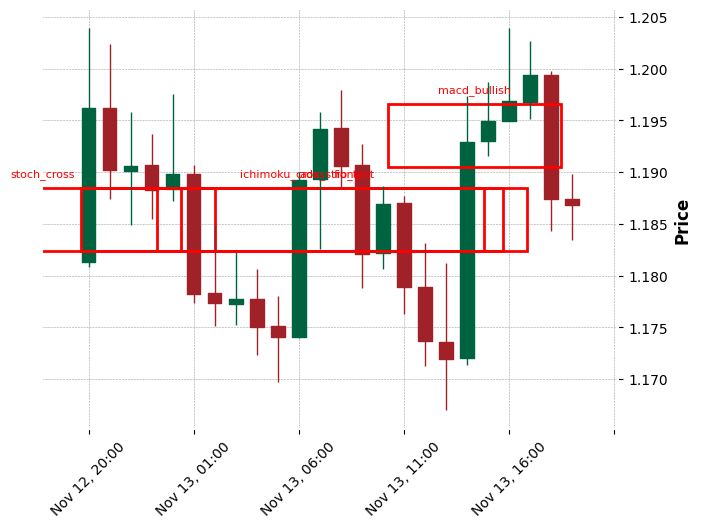 1.205
1.200
macd_bullish
1.195
stoch_cross
1.190
1.185
Price
1.180
1.175
1.170
Nov 12, 20:00
Nov 13, 01:00
Nov 13, 06:00
Nov 13, 11:00
Nov 13, 16:00